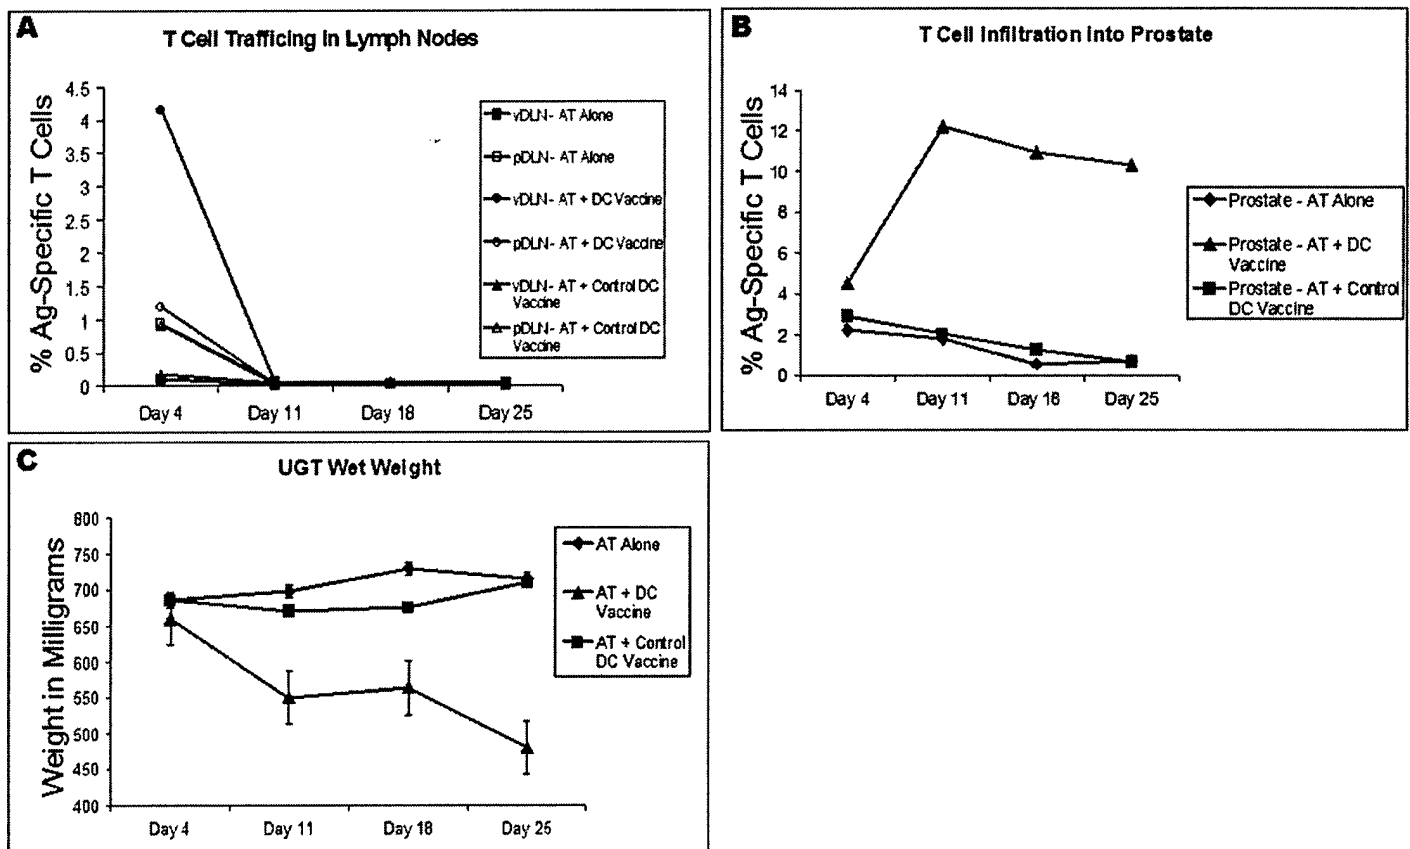 A
T Cell Trafficing in Lymph Nodes
% Ag-Specific T Cells
4.5
4
3.5
3
2.5
2
1.5
1
0.5
0
Day 4 Day 11 Day 18 Day 25
vDLN - AT Alone
pDLN - AT Alone
vDLN - AT + DC Vaccine
pDLN - AT + DC Vaccine
vDLN - AT + Control DC
Vaccine
pDLN - AT + Control DC
Vaccine
B
T Cell Infiltration into Prostate
% Ag-Specific T Cells
14
12
10
8
6
4
2
0
Day 4 Day 11 Day 18 Day 25
Prostate - AT Alone
Prostate - AT + DC
Vaccine
Prostate - AT + Control
DC Vaccine
C
UGT Wet Weight
Weight in Milligrams
800
750
700
650
600
550
500
450
400
Day 4 Day 11 Day 18 Day 25
AT Alone
AT + DC
Vaccine
AT + Control
DC Vaccine